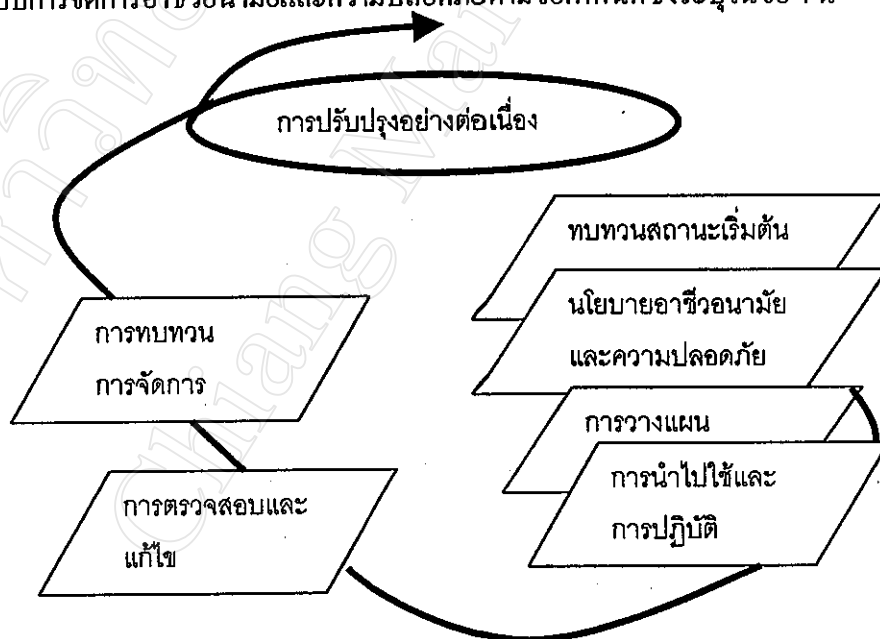 การปรับปรุงอย่างต่อเนื่อง
ทบทวนสถานะเริ่มต้น
นโยบายอาชีวอนามัย
และความปลอดภัย
การวางแผน
การนำไปใช้และ
การปฏิบัติ
การตรวจสอบและ
แก้ไข
การทบทวน
การจัดการ
Chiang Mai